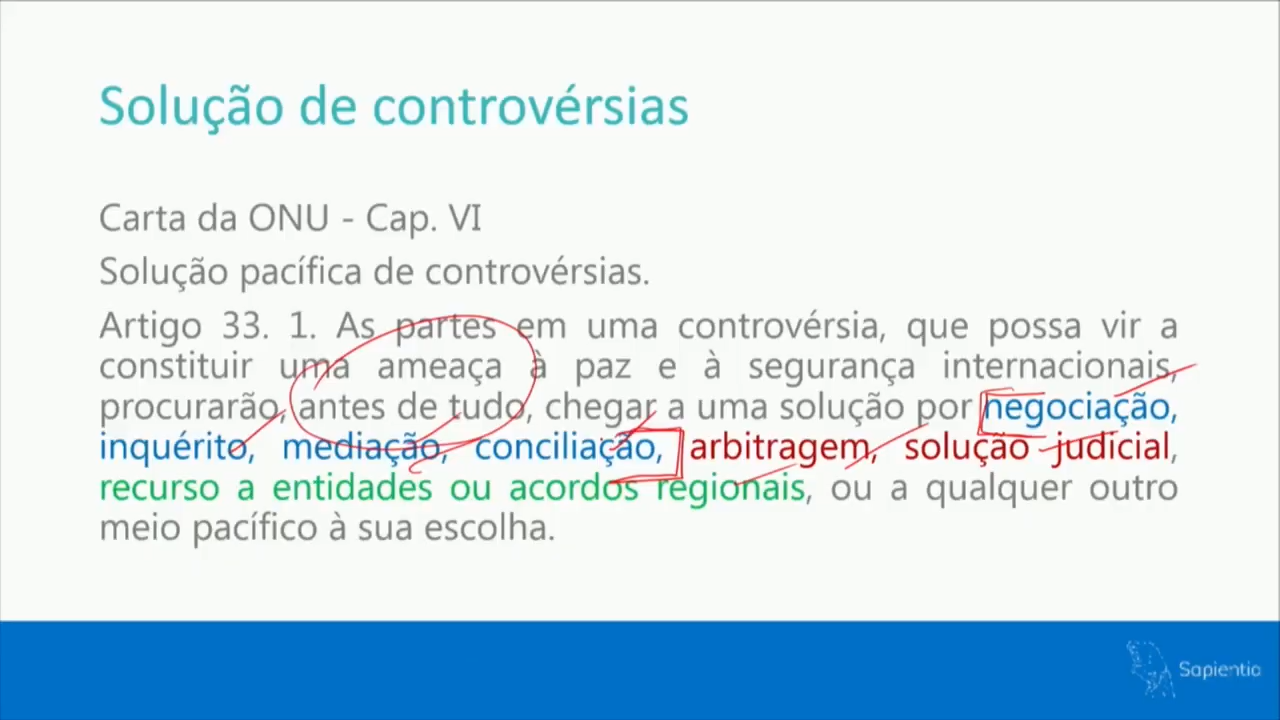 Solução de controvérsias
Carta da ONU - Cap. VI
Solução pacífica de controvérsias.
Artigo 33. 1. As partes em uma controvérsia, que possa vir a
constituir uma ameaça à paz e à segurança internacionais,
procurarão, antes de tudo, chegar a uma solução por negociação,
inquérito, mediação, conciliação, arbitragem, solução judicial,
recurso a entidades ou acordos regionais, ou a qualquer outro
meio pacífico à sua escolha.
Sapientia